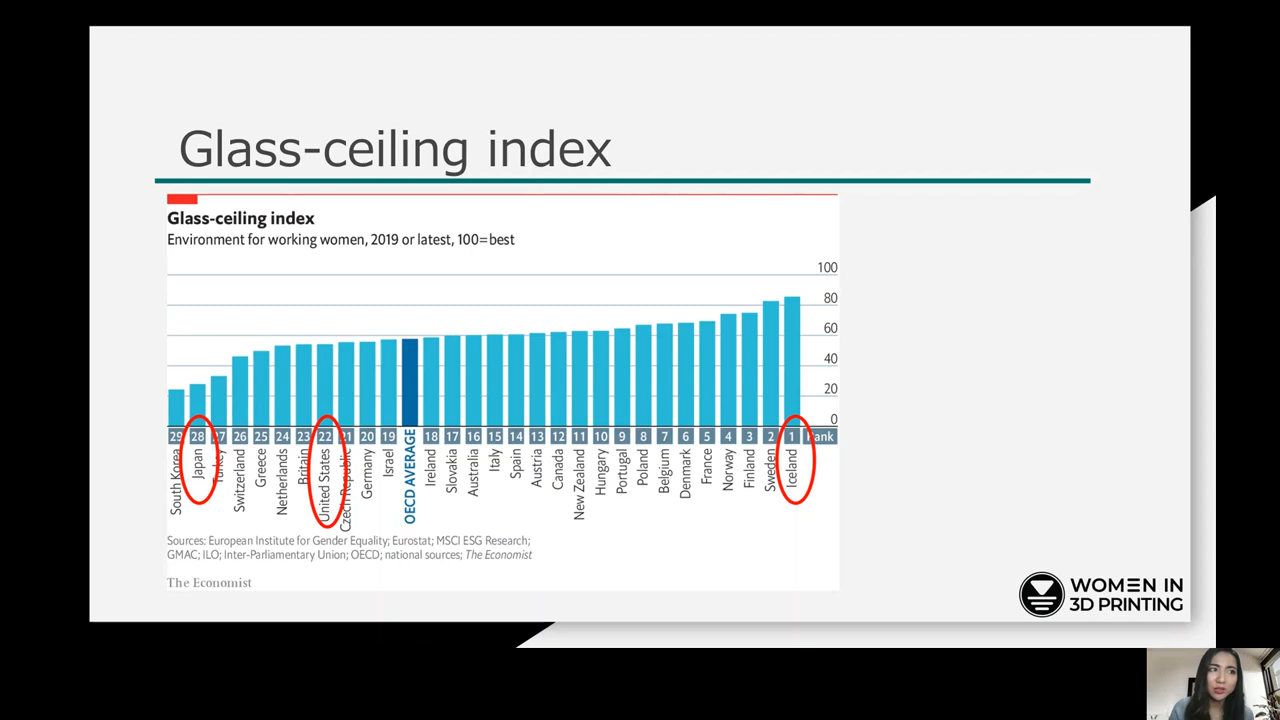 Glass-ceiling index
Glass-ceiling index
Environment for working women, 2019 or latest, 100=best
100
80
60
40
20
0
29 28 27 26 25 24 23 22 21 20 19 18 17 16 15 14 13 12 11 10 9 8 7 6 5 4 3 2 1 Rank
South Korea
Japan
Turkey
Switzerland
Greece
Netherlands
Britain
United States
Czech Republic
Germany
Israel
OECD AVERAGE
Ireland
Slovakia
Australia
Italy
Spain
Austria
Canada
New Zealand
Hungary
Portugal
Poland
Belgium
Denmark
France
Norway
Finland
Sweden
Iceland
Sources: European Institute for Gender Equality; Eurostat; MSCI ESG Research;
GMAC; ILO; Inter-Parliamentary Union; OECD; national sources; The Economist
The Economist
WOMEN IN
3D PRINTING